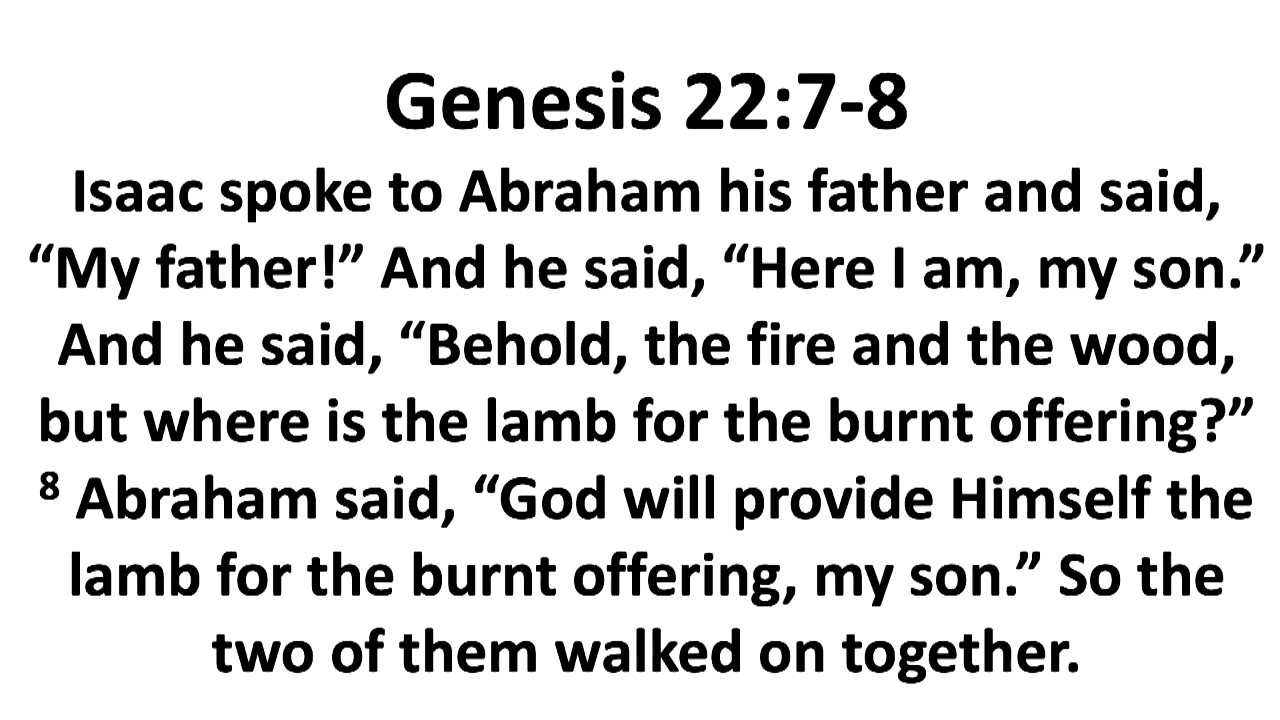 Genesis 22:7-8
Isaac spoke to Abraham his father and said,
“My father!” And he said, “Here I am, my son.”
And he said, “Behold, the fire and the wood,
but where is the lamb for the burnt offering?”
⁸ Abraham said, “God will provide Himself the
lamb for the burnt offering, my son.” So the
two of them walked on together.